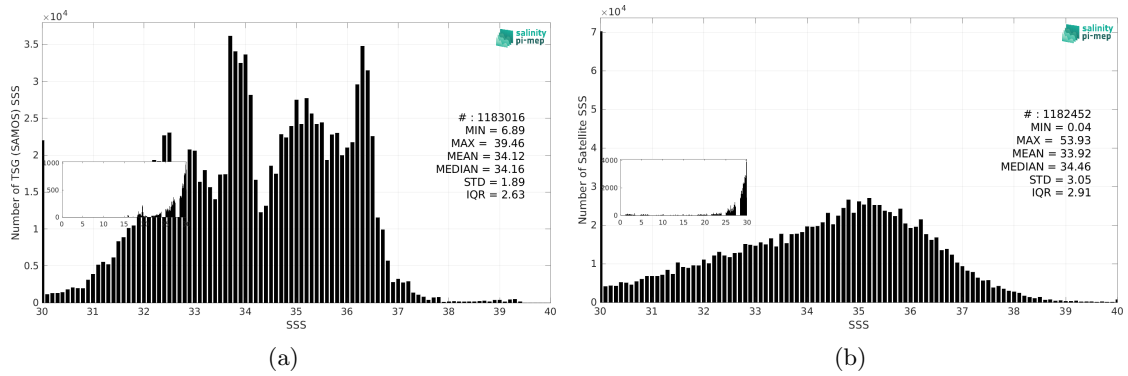 ×10⁴
salinity
pi-mep
Number of TSG (SAMOS) SSS
3.5
3
2.5
2
1.5
1
0.5
0
# : 1183016
MIN = 6.89
MAX = 39.46
MEAN = 34.12
MEDIAN = 34.16
STD = 1.89
IQR = 2.63
1000
500
0
0 5 10 15 20 25 30
30 31 32 33 34 35 36 37 38 39 40
SSS
(a)
×10⁴
salinity
pi-mep
Number of Satellite SSS
7
6
5
4
3
2
1
0
# : 1182452
MIN = 0.04
MAX = 53.93
MEAN = 33.92
MEDIAN = 34.46
STD = 3.05
IQR = 2.91
4000
2000
0
0 5 10 15 20 25 30
30 31 32 33 34 35 36 37 38 39 40
SSS
(b)